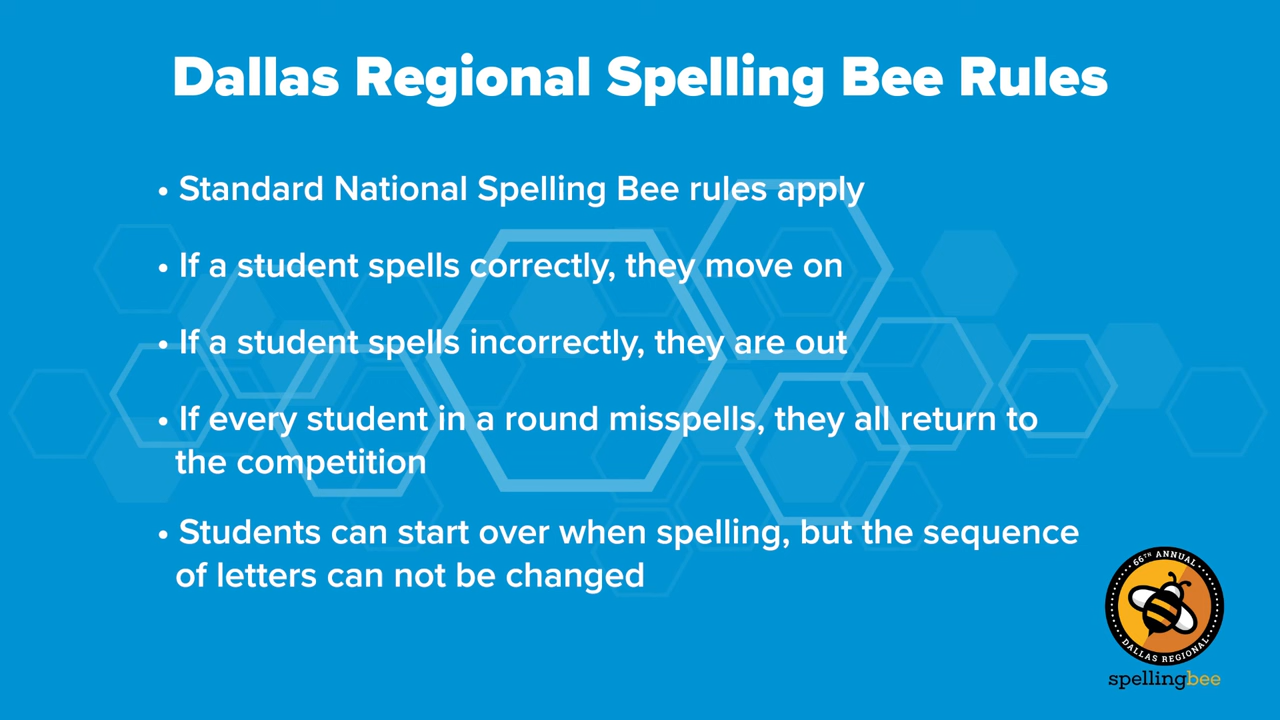 Dallas Regional Spelling Bee Rules
• Standard National Spelling Bee rules apply
• If a student spells correctly, they move on
• If a student spells incorrectly, they are out
• If every student in a round misspells, they all return to
the competition
• Students can start over when spelling, but the sequence
of letters can not be changed
66TH ANNUAL
DALLAS REGIONAL
spellingbee